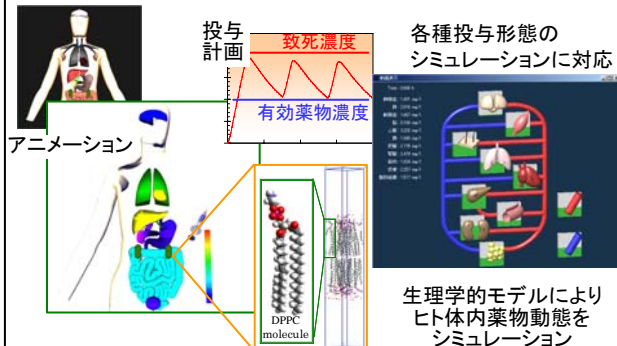 投与
計画
致死濃度
有効薬物濃度
各種投与形態の
シミュレーションに対応
アニメーション
DPPC
molecule
生理学的モデルにより
ヒト体内薬物動態を
シミュレーション